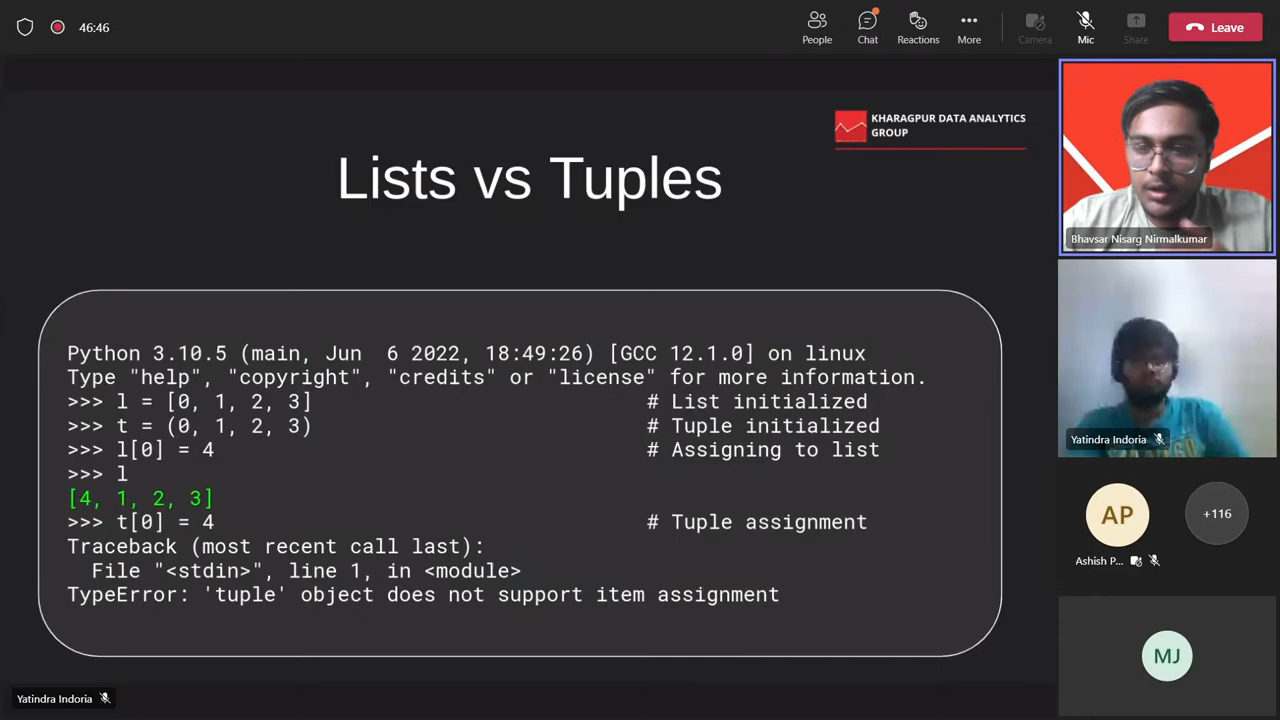 46:46
People
Chat
Reactions
More
Camera
Mic
Share
Leave
KHARAGPUR DATA ANALYTICS
GROUP
Lists vs Tuples
Python 3.10.5 (main, Jun  6 2022, 18:49:26) [GCC 12.1.0] on linux
Type "help", "copyright", "credits" or "license" for more information.
>>> l = [0, 1, 2, 3] # List initialized
>>> t = (0, 1, 2, 3) # Tuple initialized
>>> l[0] = 4 # Assigning to list
>>> l
[4, 1, 2, 3]
>>> t[0] = 4 # Tuple assignment
Traceback (most recent call last):
  File "<stdin>", line 1, in <module>
TypeError: 'tuple' object does not support item assignment
Yatindra Indoria
Bhavsar Nisarg Nirmalkumar
Yatindra Indoria
AP
+116
Ashish P...
MJ